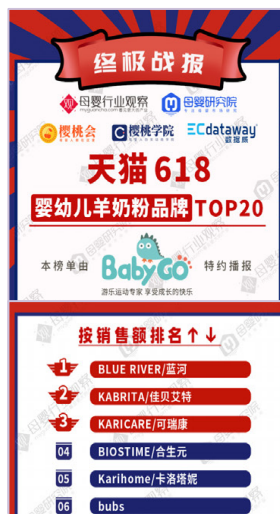 终极战报
母婴行业观察
母婴研究院
樱桃会
樱桃学院
ECdataway
数据威
天猫618
婴幼儿羊奶粉品牌TOP20
本榜单由 BabyGo 特约播报
游乐运动专家 享受成长的快乐
按销售额排名↑↓
1 BLUE RIVER/蓝河
2 KABRITA/佳贝艾特
3 KARICARE/可瑞康
04 BIOSTIME/合生元
05 Karihome/卡洛塔妮
06 bubs